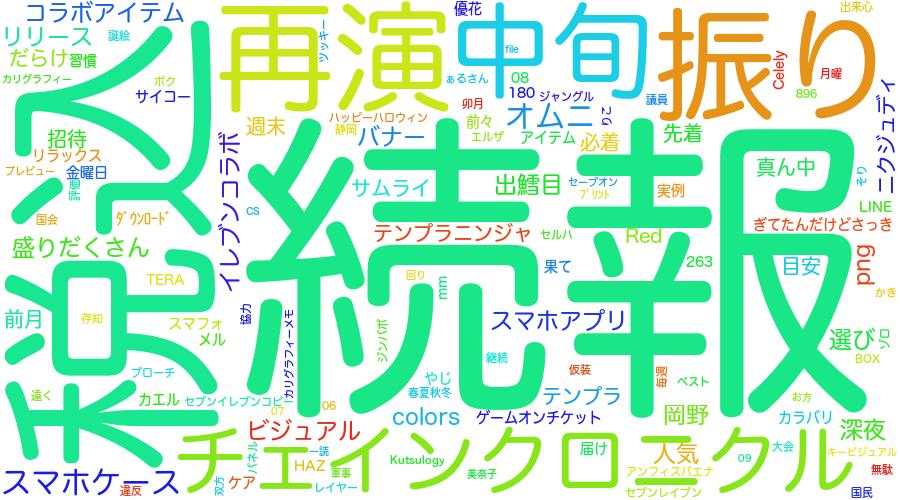 コラボアイテム
リリース
だらけ
習慣
カリグラフィー
誕絵
ボク
サイコー
招待
リラックス
プレビュー
金曜日
評価
国会
ダウンロード
盛りだくさん
TERA
前月
存知
スマフォ
メル
ブローチ
遠く
カエル
セブンイレブンコピー
07
スマホケース
違反
双方
ケア
パネル
HAZ
一読
レイヤー
軍事
込
深
続報
再演
中旬
振り
ツッキー
優花
file
ぁるさん
08
180
ジャングル
卯月
ハッピーハロウィン
静岡
前々
エルザ
オムニ
アイテム
りこ
議員
週末
バナー
必着
先着
Celely
月曜
896
出来心
イレブンコラボ
CS
サムライ
出鱈目
セーブオン
プリント
実例
真ん中
そり
ニクジュディ
LINE
テンプラニンジャ
セルハ
Red
ぎてたんだけどさっき
協力
カリグラフィーメモ
回り
mm
果て
263
目安
png
かき
スマホアプリ
ジンバボ
継続
選び
ソロ
BOX
06
やじ
春夏秋冬
仮装
毎週
ベスト
テンプラ
お方
colors
ゲームオンチケット
岡野
カラバリ
深夜
ビジュアル
チェインクロニクル
Kutsulogy
美奈子
届け
人気
アンフィスバエナ
セブンレイブン
09
大会
キービジュアル
無駄
国民